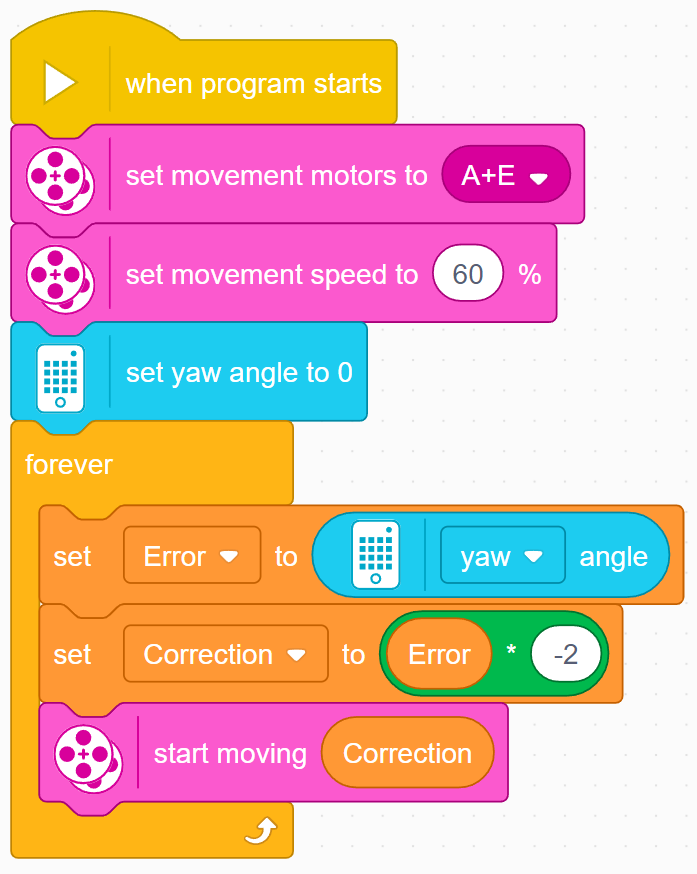 when program starts
set movement motors to A+E
set movement speed to 60 %
set yaw angle to 0
forever
set Error to yaw angle
set Correction to Error * -2
start moving Correction